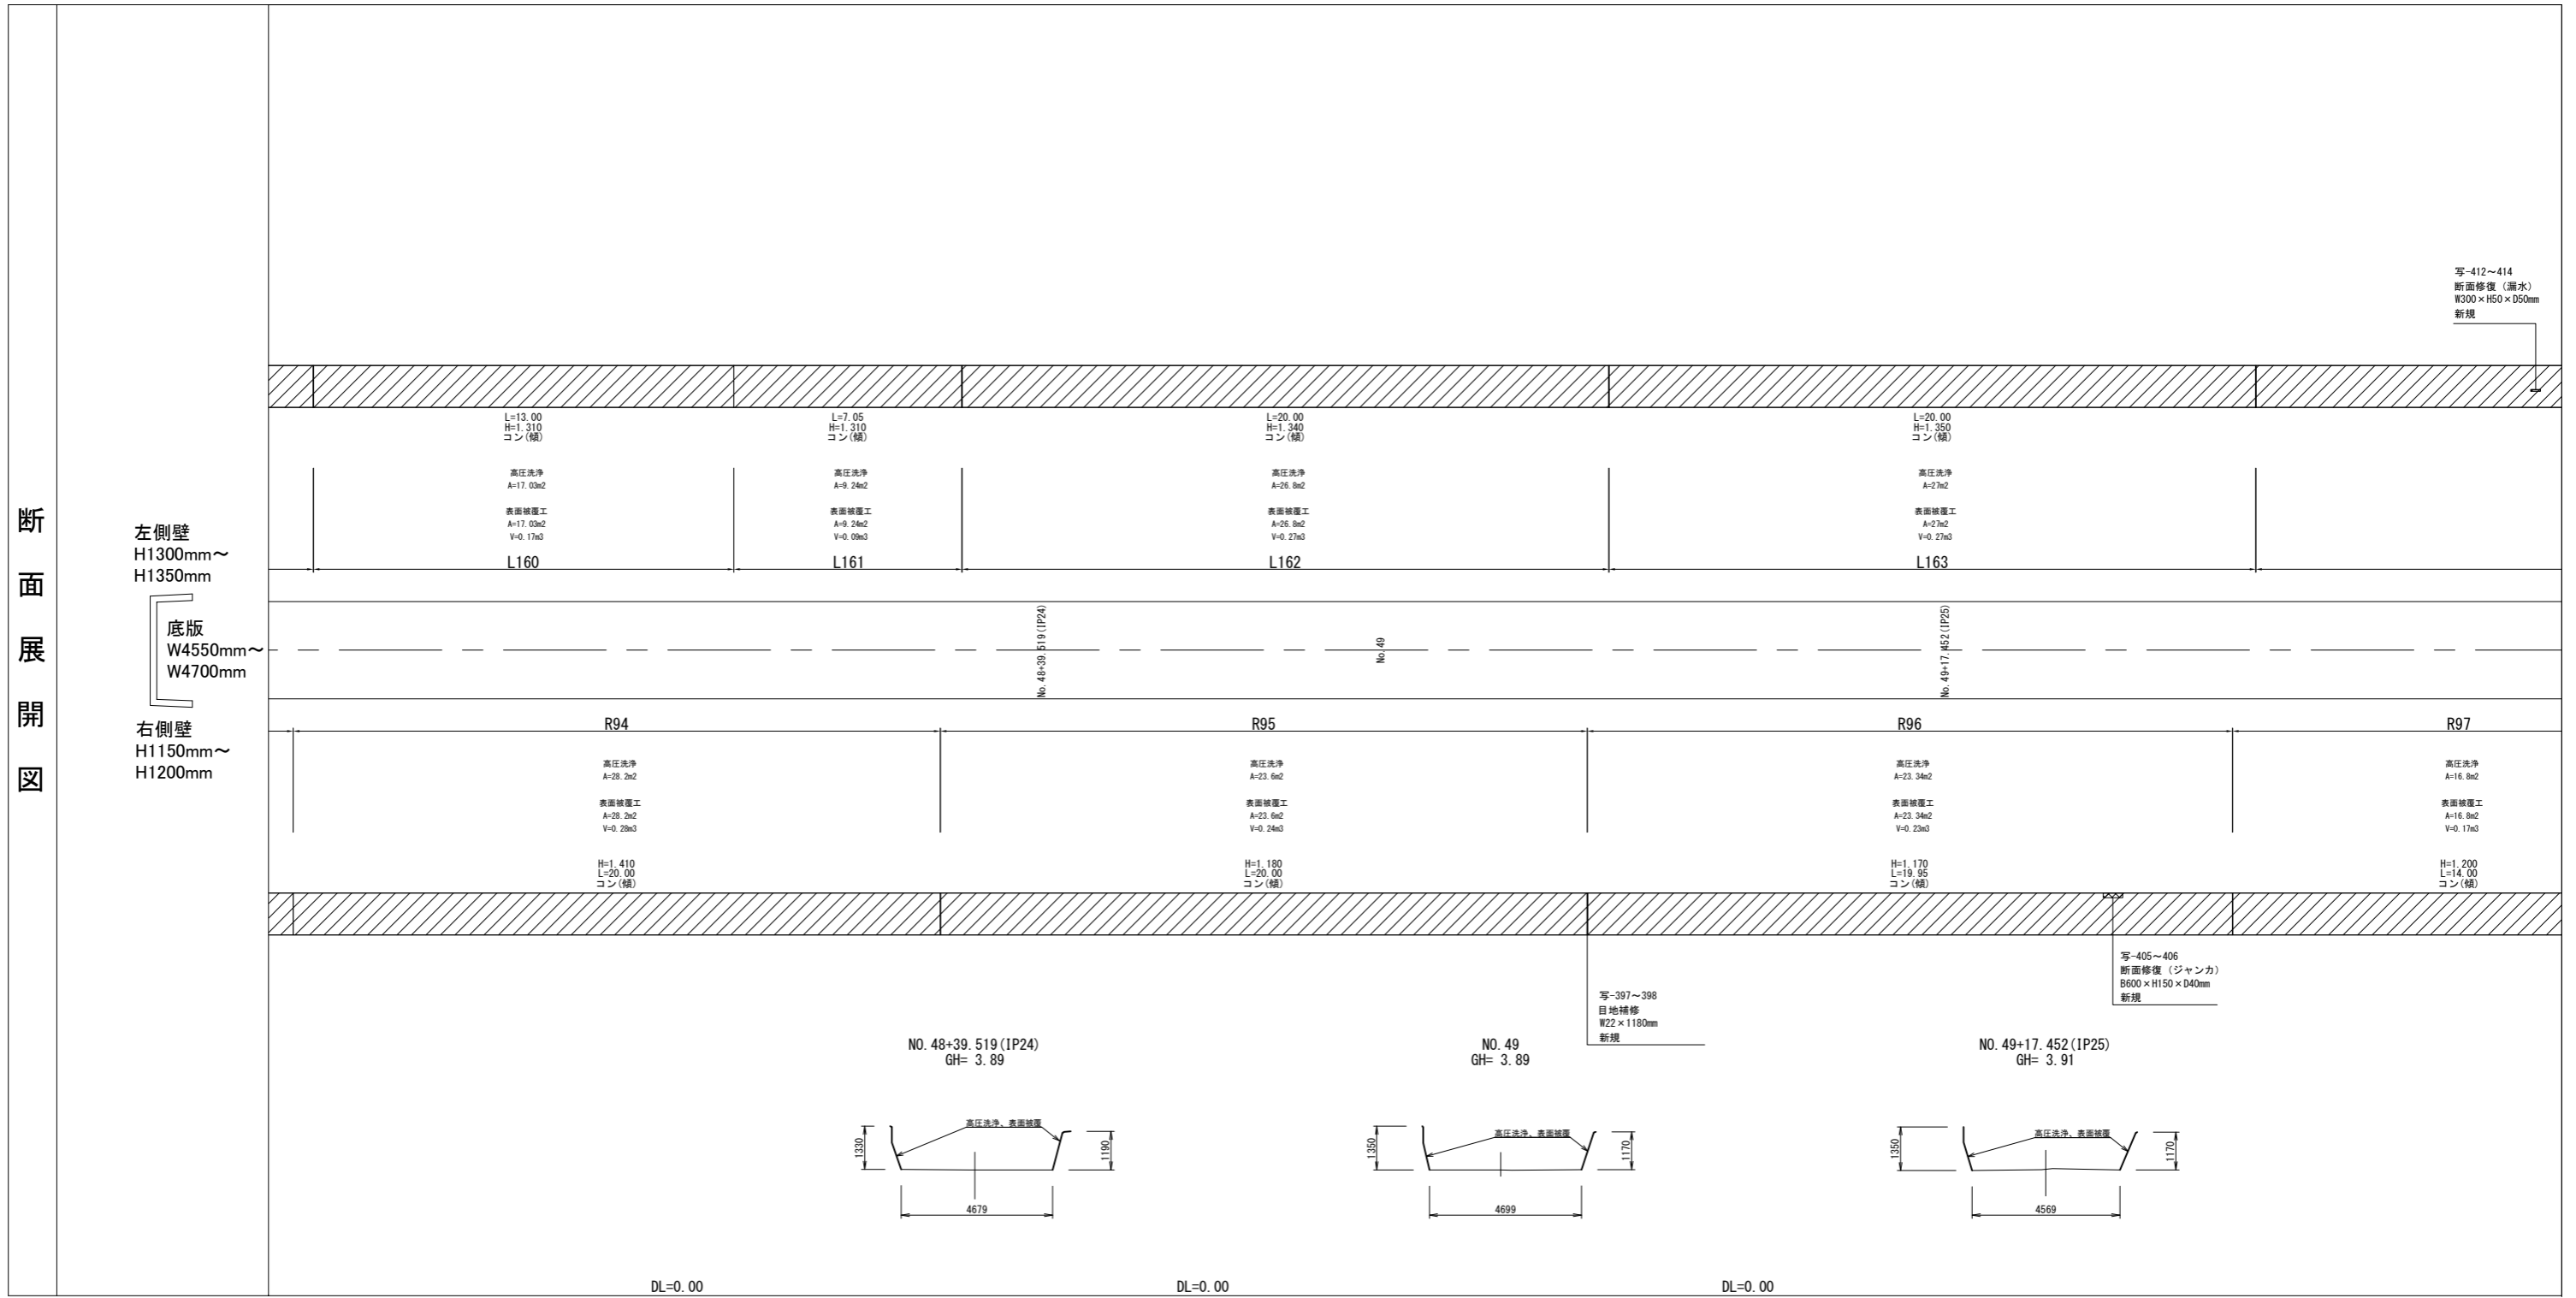 断面展開図
左側壁
H1300mm～
H1350mm
底版
W4550mm～
W4700mm
右側壁
H1150mm～
H1200mm
写-412～414
断面修復（漏水）
W300×H50×D50mm
新規
L=13.00
H=1.310
コン(傾)
高圧洗浄
A=17.03m2
表面被覆工
A=17.03m2
V=0.17m3
L160
L=7.05
H=1.310
コン(傾)
高圧洗浄
A=9.24m2
表面被覆工
A=9.24m2
V=0.09m3
L161
L=20.00
H=1.340
コン(傾)
高圧洗浄
A=26.8m2
表面被覆工
A=26.8m2
V=0.27m3
L162
L=20.00
H=1.350
コン(傾)
高圧洗浄
A=27m2
表面被覆工
A=27m2
V=0.27m3
L163
No.48+39.519(IP24)
No.49
No.49+17.452(IP25)
R94
高圧洗浄
A=28.2m2
表面被覆工
A=28.2m2
V=0.28m3
H=1.410
L=20.00
コン(傾)
R95
高圧洗浄
A=23.6m2
表面被覆工
A=23.6m2
V=0.24m3
H=1.180
L=20.00
コン(傾)
R96
高圧洗浄
A=23.34m2
表面被覆工
A=23.34m2
V=0.23m3
H=1.170
L=19.95
コン(傾)
R97
高圧洗浄
A=16.8m2
表面被覆工
A=16.8m2
V=0.17m3
H=1.200
L=14.00
コン(傾)
写-397～398
目地補修
W22×1180mm
新規
写-405～406
断面修復（ジャンカ）
B600×H150×D40mm
新規
NO.48+39.519(IP24)
GH= 3.89
高圧洗浄、表面被覆
1330
1190
4679
NO.49
GH= 3.89
高圧洗浄、表面被覆
1350
1170
4699
NO.49+17.452(IP25)
GH= 3.91
高圧洗浄、表面被覆
1350
1170
4569
DL=0.00
DL=0.00
DL=0.00